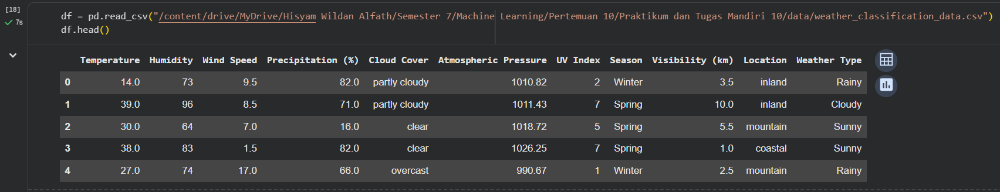 [18]
7s
df = pd.read_csv("/content/drive/MyDrive/Hisyam Wildan Alfath/Semester 7/Machine Learning/Pertemuan 10/Praktikum dan Tugas Mandiri 10/data/weather_classification_data.csv")
df.head()
Temperature Humidity Wind Speed Precipitation (%) Cloud Cover Atmospheric Pressure UV Index Season Visibility (km) Location Weather Type
0 14.0 73 9.5 82.0 partly cloudy 1010.82 2 Winter 3.5 inland Rainy
1 39.0 96 8.5 71.0 partly cloudy 1011.43 7 Spring 10.0 inland Cloudy
2 30.0 64 7.0 16.0 clear 1018.72 5 Spring 5.5 mountain Sunny
3 38.0 83 1.5 82.0 clear 1026.25 7 Spring 1.0 coastal Sunny
4 27.0 74 17.0 66.0 overcast 990.67 1 Winter 2.5 mountain Rainy